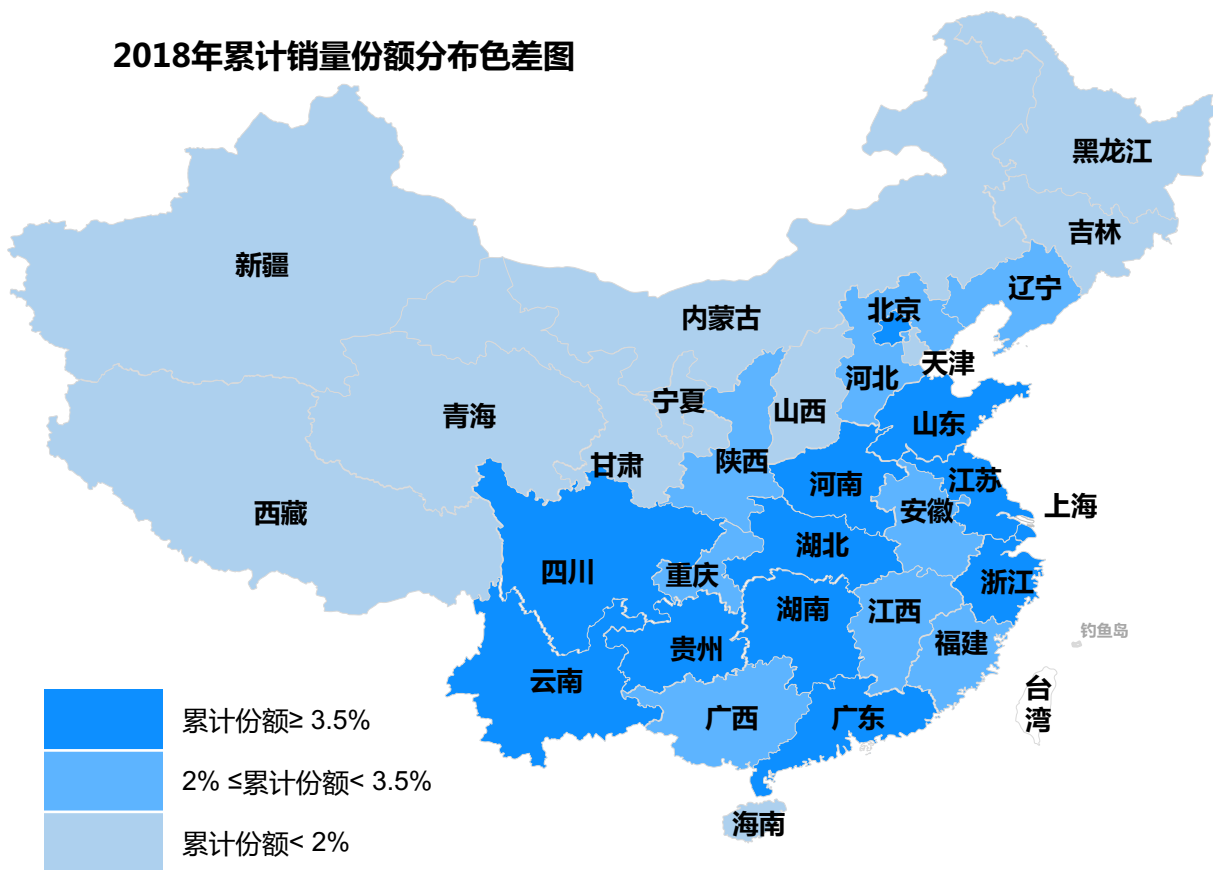 2018年累计销量份额分布色差图
黑龙江
吉林
新疆
辽宁
北京
内蒙古
天津
河北
宁夏
山西
青海
山东
陕西
甘肃
河南
江苏
上海
西藏
安徽
湖北
四川
重庆
浙江
湖南
江西
钓鱼岛
福建
贵州
云南
台
湾
广西
广东
累计份额≥ 3.5%
2% ≤累计份额< 3.5%
海南
累计份额< 2%